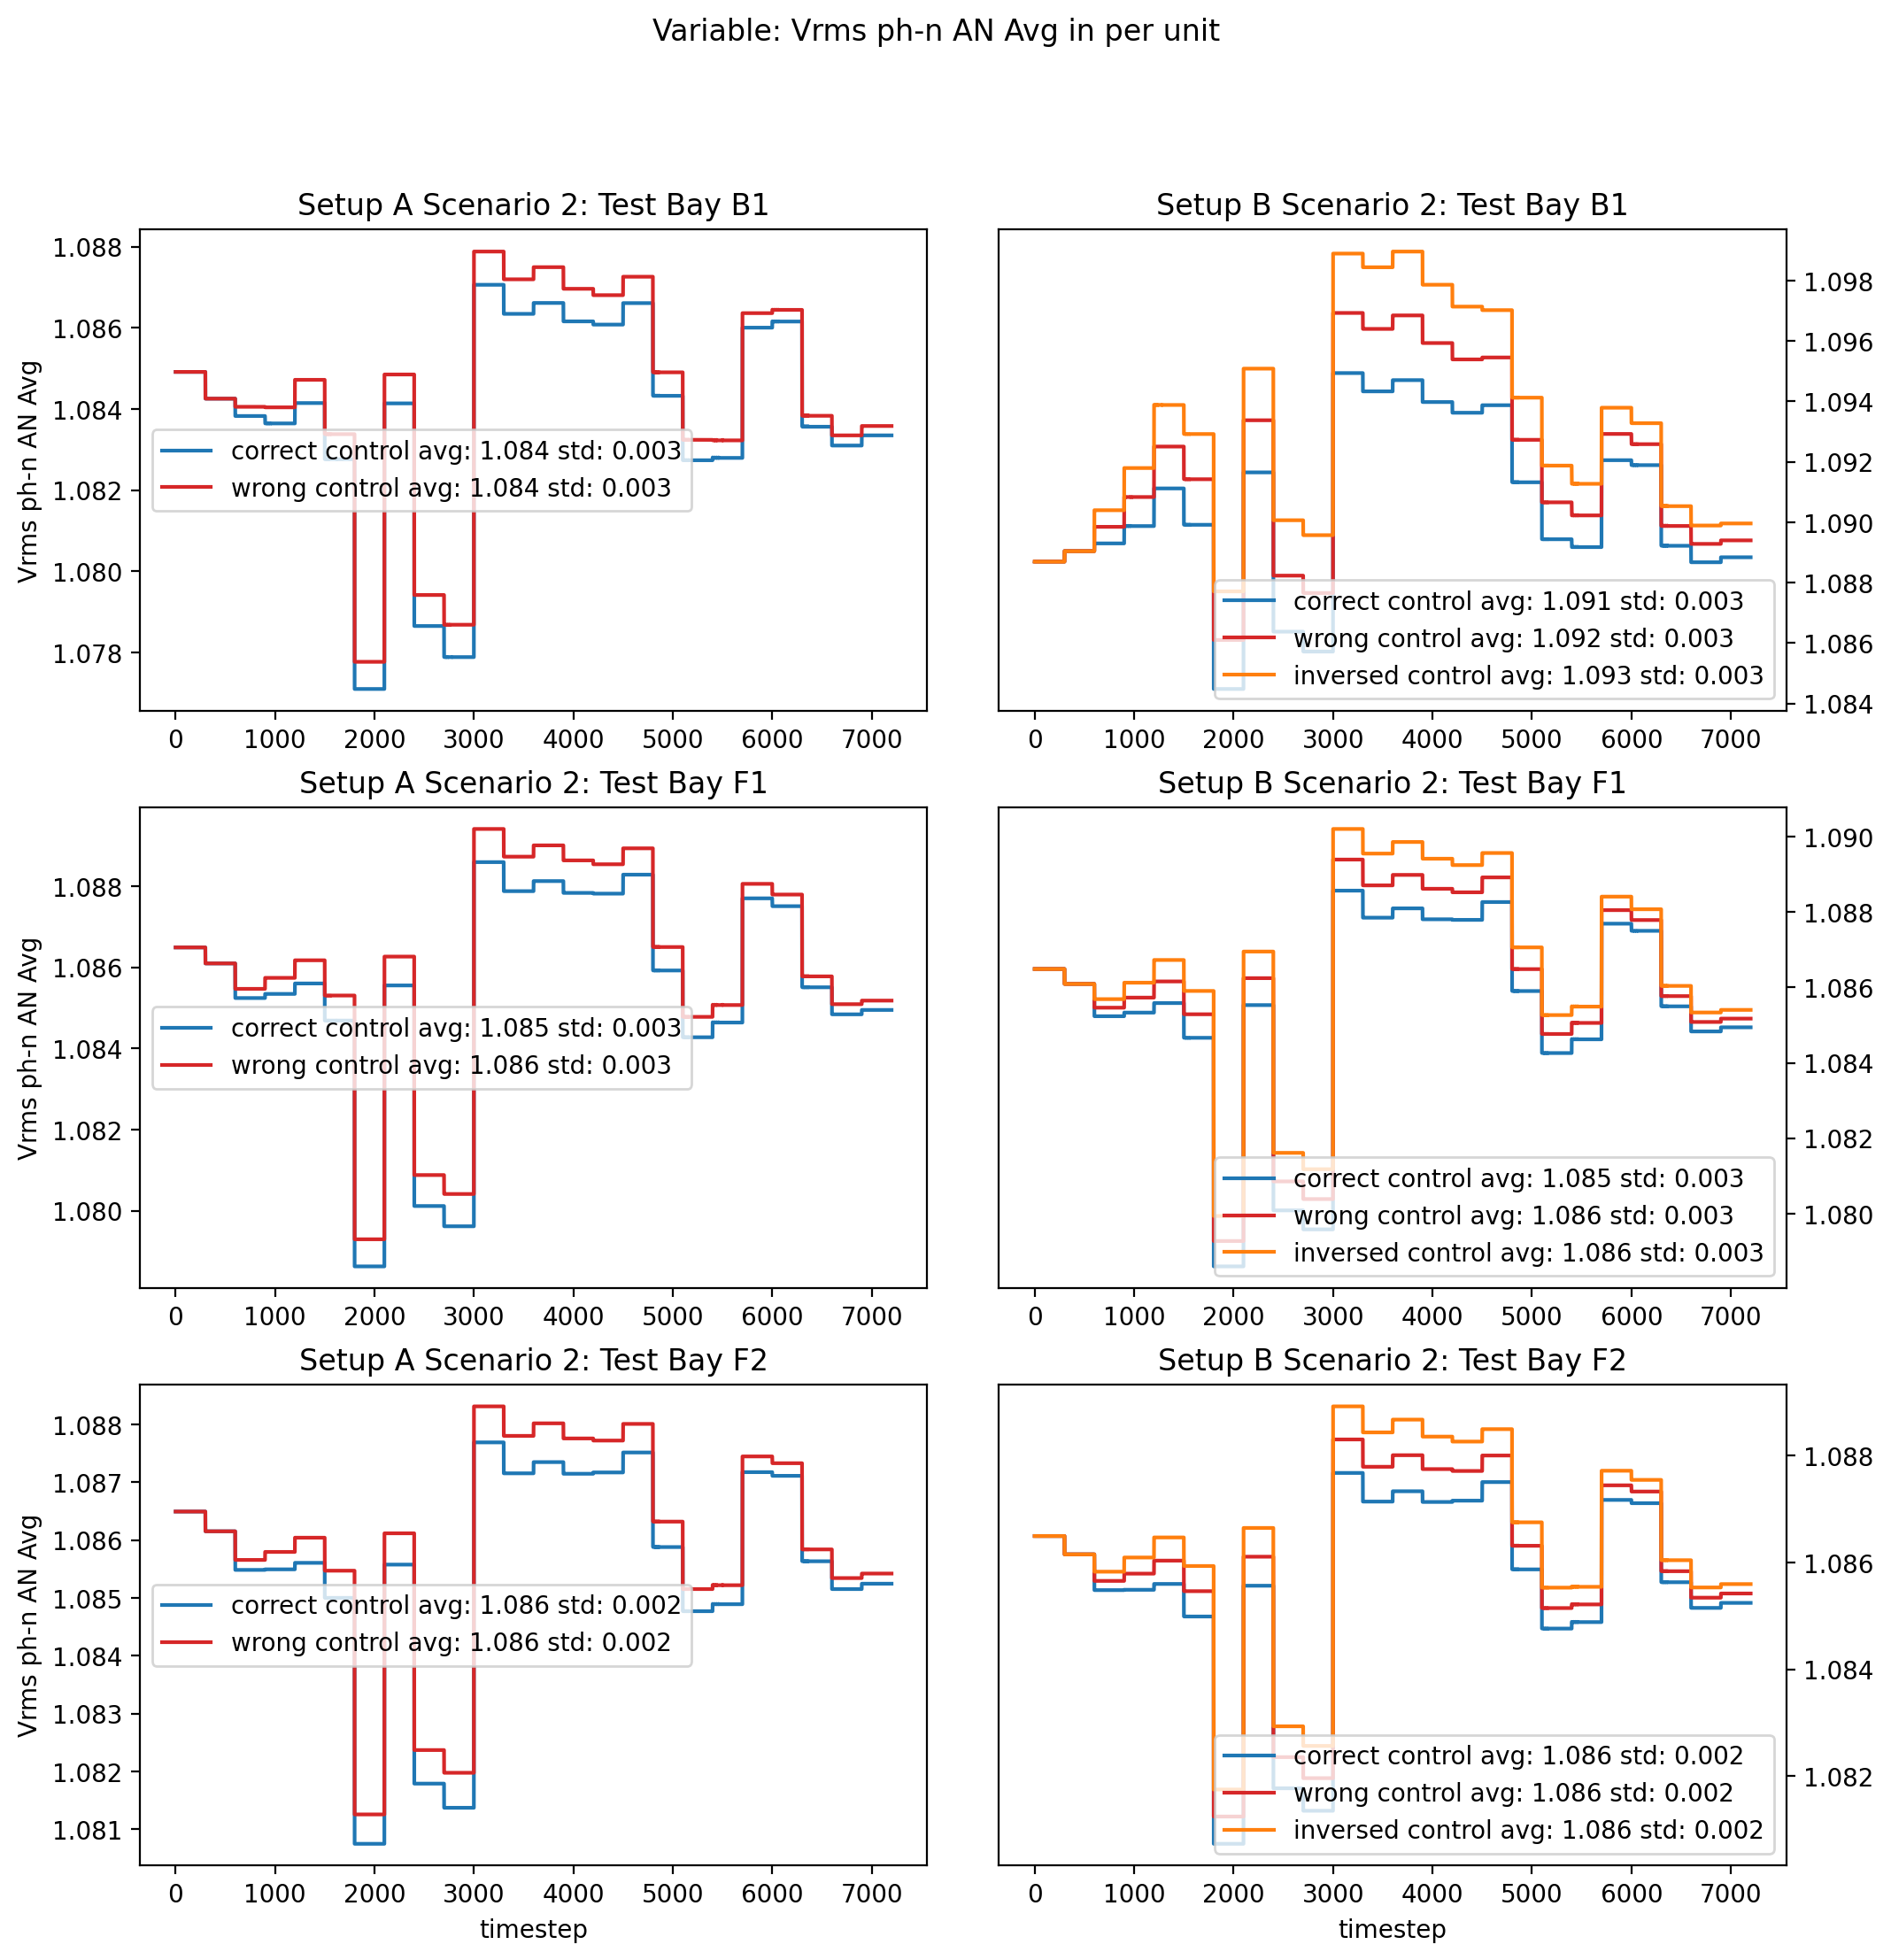 Variable: Vrms ph-n AN Avg in per unit
Setup A Scenario 2: Test Bay B1
Vrms ph-n AN Avg
1.088
1.086
1.084
1.082
1.080
1.078
correct control avg: 1.084 std: 0.003
wrong control avg: 1.084 std: 0.003
0 1000 2000 3000 4000 5000 6000 7000
Setup B Scenario 2: Test Bay B1
1.098
1.096
1.094
1.092
1.090
1.088
1.086
1.084
correct control avg: 1.091 std: 0.003
wrong control avg: 1.092 std: 0.003
inversed control avg: 1.093 std: 0.003
0 1000 2000 3000 4000 5000 6000 7000
Setup A Scenario 2: Test Bay F1
Vrms ph-n AN Avg
1.088
1.086
1.084
1.082
1.080
correct control avg: 1.085 std: 0.003
wrong control avg: 1.086 std: 0.003
0 1000 2000 3000 4000 5000 6000 7000
Setup B Scenario 2: Test Bay F1
1.090
1.088
1.086
1.084
1.082
1.080
correct control avg: 1.085 std: 0.003
wrong control avg: 1.086 std: 0.003
inversed control avg: 1.086 std: 0.003
0 1000 2000 3000 4000 5000 6000 7000
Setup A Scenario 2: Test Bay F2
Vrms ph-n AN Avg
1.088
1.087
1.086
1.085
1.084
1.083
1.082
1.081
correct control avg: 1.086 std: 0.002
wrong control avg: 1.086 std: 0.002
0 1000 2000 3000 4000 5000 6000 7000
timestep
Setup B Scenario 2: Test Bay F2
1.088
1.086
1.084
1.082
correct control avg: 1.086 std: 0.002
wrong control avg: 1.086 std: 0.002
inversed control avg: 1.086 std: 0.002
0 1000 2000 3000 4000 5000 6000 7000
timestep